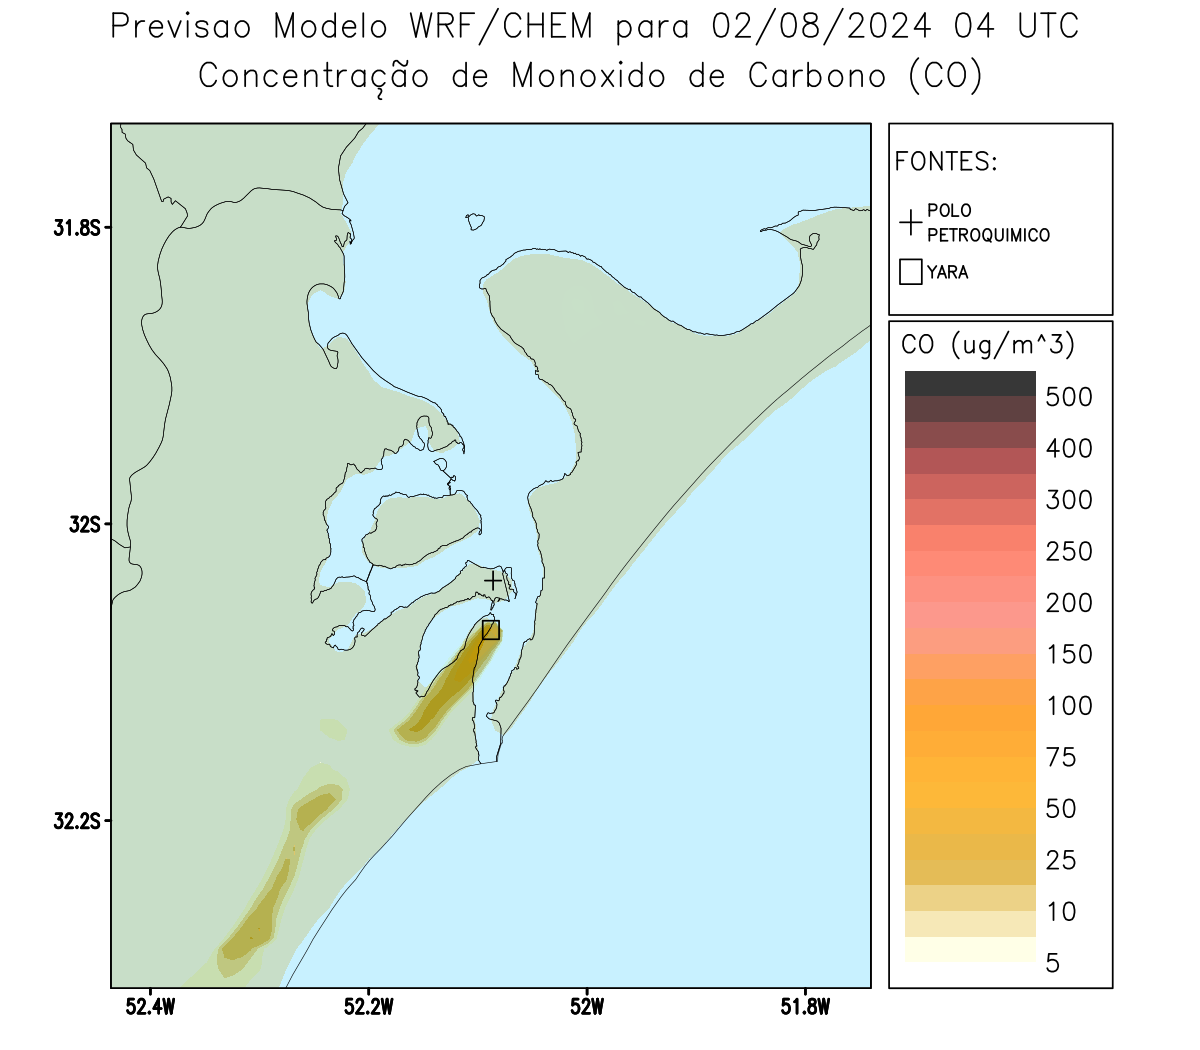 Previsao Modelo WRF/CHEM para 02/08/2024 04 UTC
Concentração de Monoxido de Carbono (CO)
FONTES:
POLO
PETROQUIMICO
YARA
CO (ug/m^3)
500
400
300
250
200
150
100
75
50
25
10
5
31.8S
32S
32.2S
52.4W
52.2W
52W
51.8W